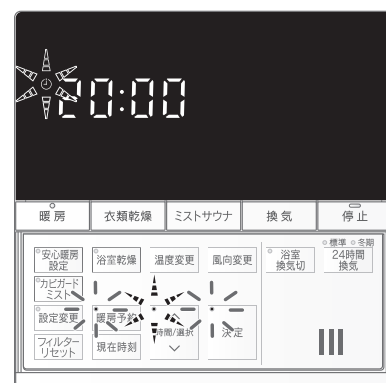 20:00
暖房
衣類乾燥
ミストサウナ
換気
停止
標準 冬期
安心暖房
設定
浴室乾燥
温度変更
風向変更
浴室
換気切
24時間
換気
カビガード
ミスト
設定変更
暖房予約
時間/選択
決定
フィルター
リセット
現在時刻